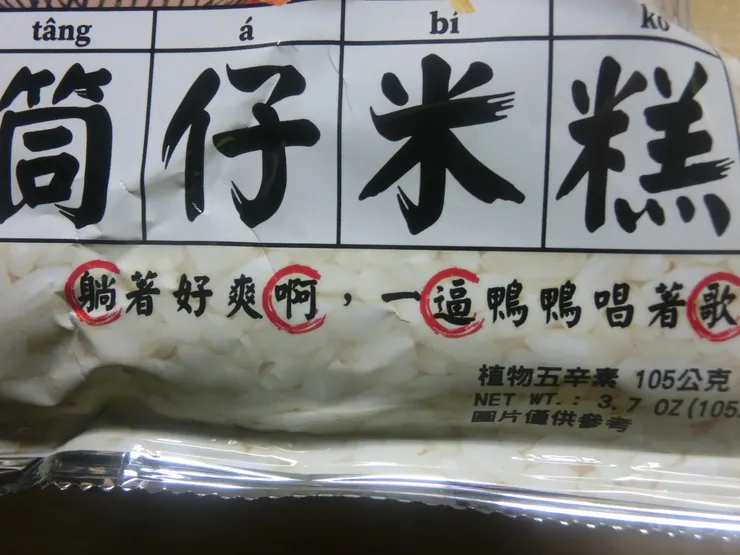 tâng á bí ko
筒仔米糕
躺著好爽啊，一逼鴨鴨唱著歌
植物五辛素 105公克
NET WT.: 3.7 OZ(105
圖片僅供參考